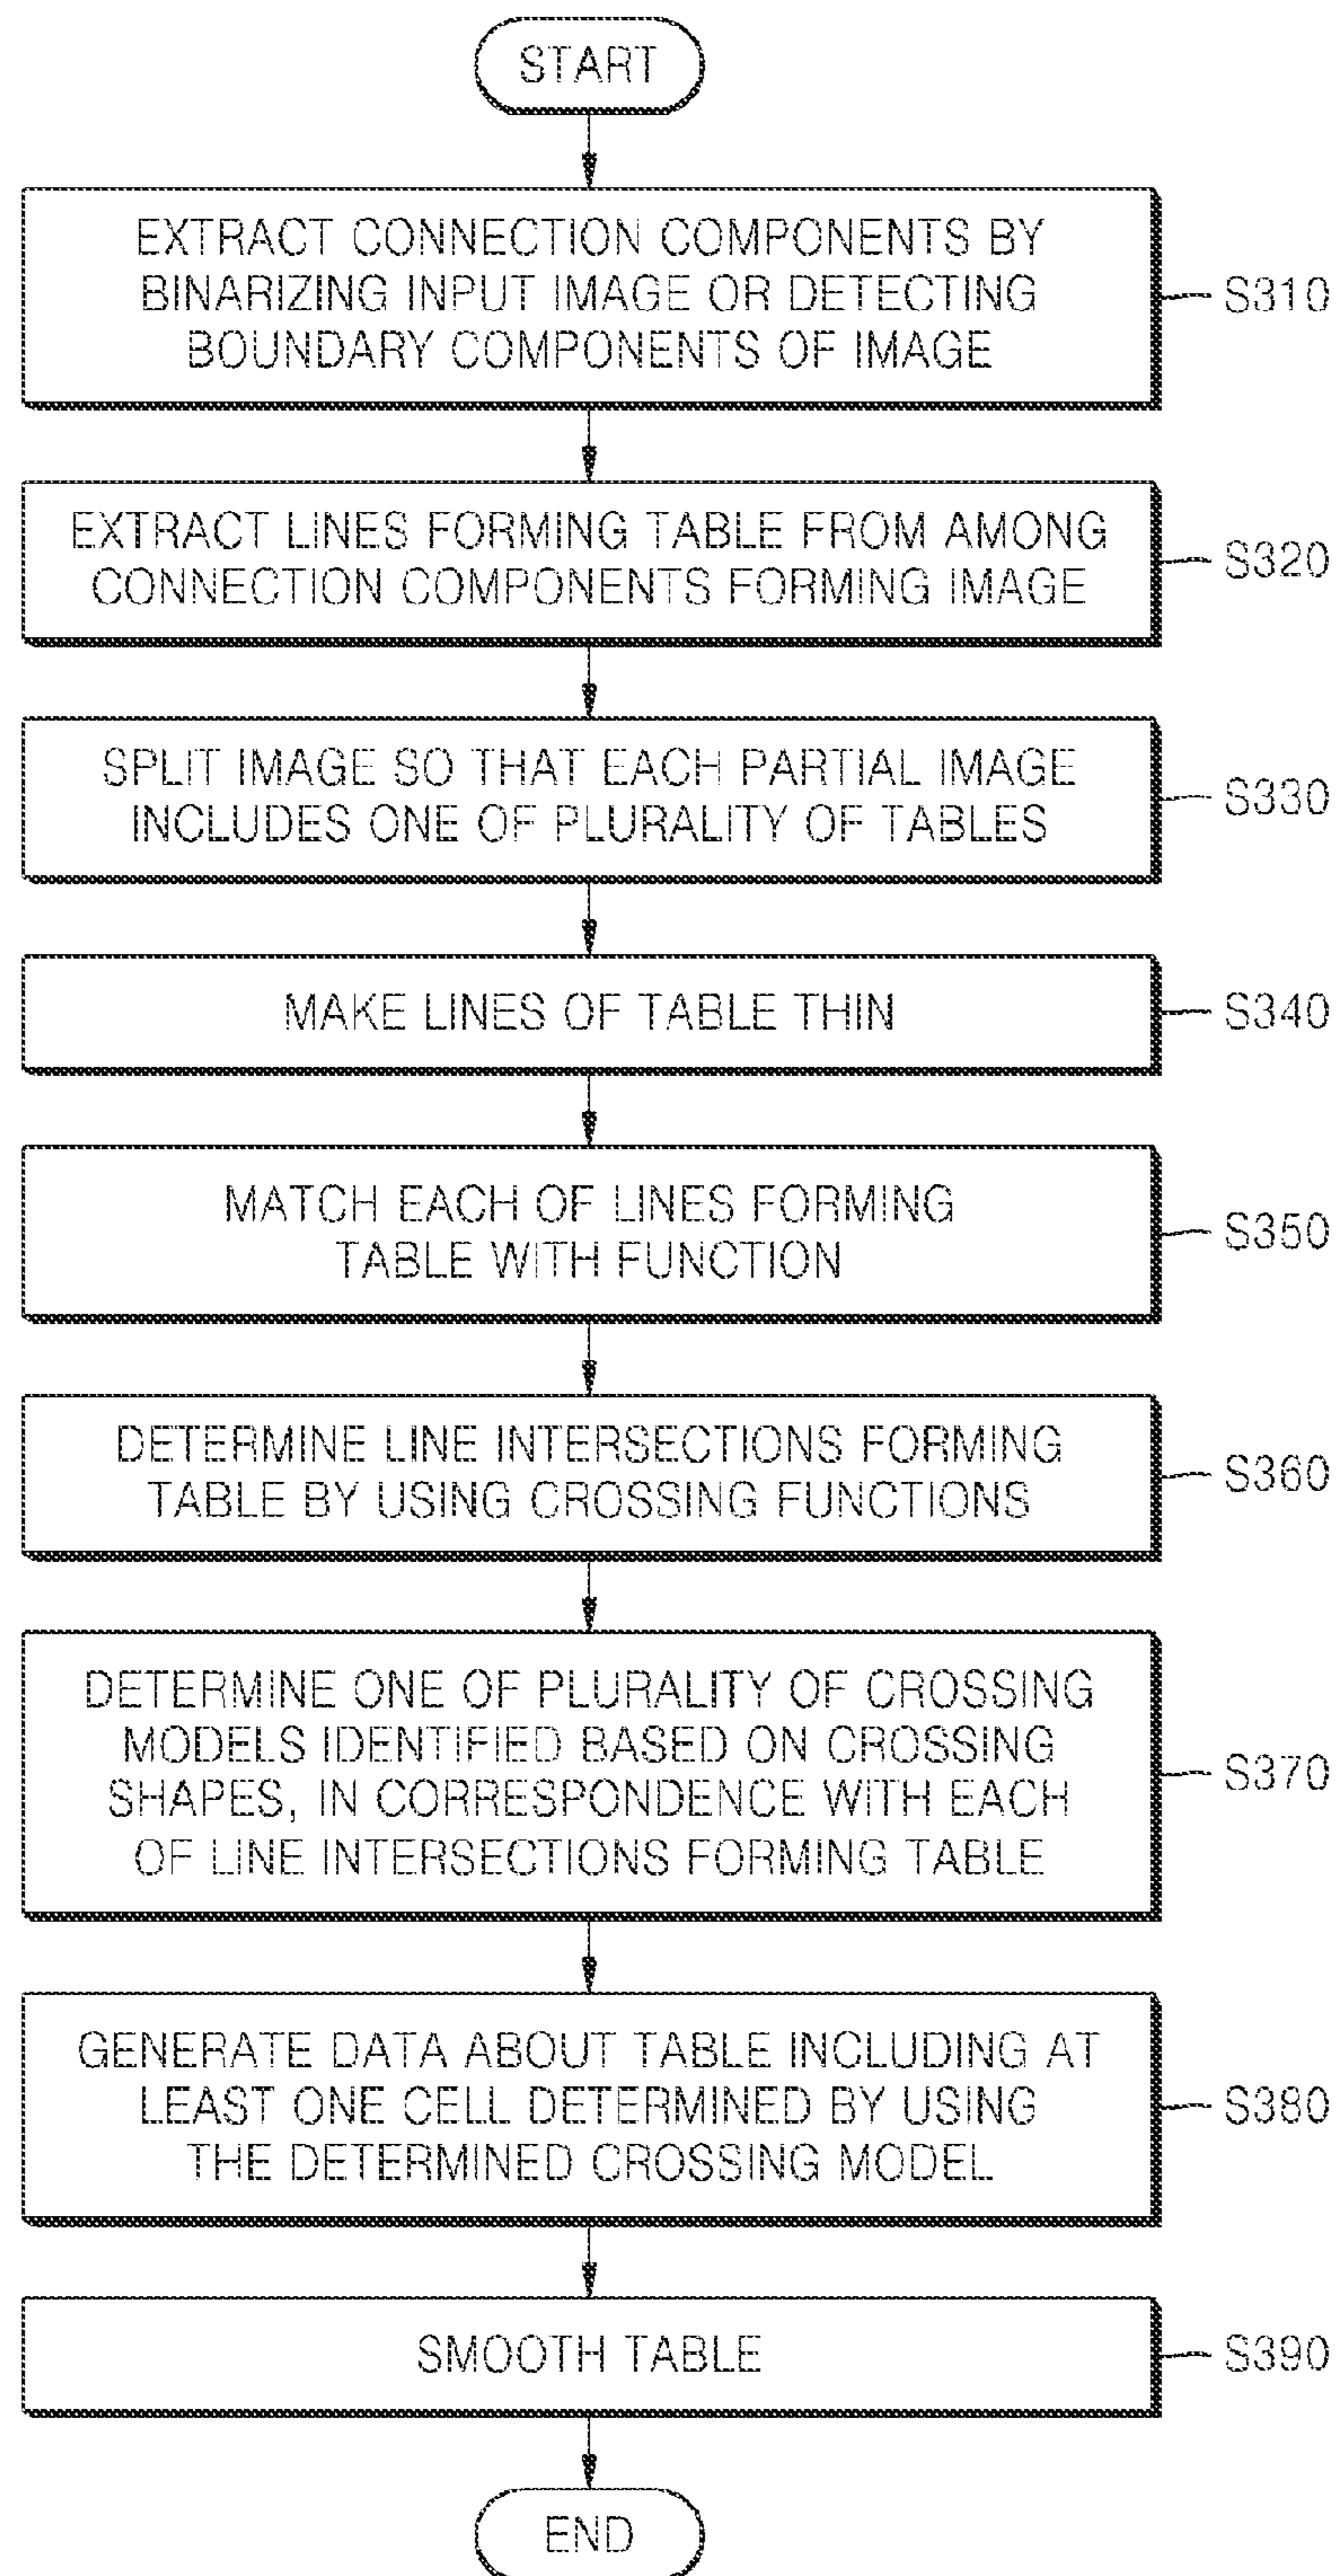 START
EXTRACT CONNECTION COMPONENTS BY
BINARIZING INPUT IMAGE OR DETECTING
BOUNDARY COMPONENTS OF IMAGE
S310
EXTRACT LINES FORMING TABLE FROM AMONG
CONNECTION COMPONENTS FORMING IMAGE
S320
SPLIT IMAGE SO THAT EACH PARTIAL IMAGE
INCLUDES ONE OF PLURALITY OF TABLES
S330
MAKE LINES OF TABLE THIN
S340
MATCH EACH OF LINES FORMING
TABLE WITH FUNCTION
S350
DETERMINE LINE INTERSECTIONS FORMING
TABLE BY USING CROSSING FUNCTIONS
S360
DETERMINE ONE OF PLURALITY OF CROSSING
MODELS IDENTIFIED BASED ON CROSSING
SHAPES, IN CORRESPONDENCE WITH EACH
OF LINE INTERSECTIONS FORMING TABLE
S370
GENERATE DATA ABOUT TABLE INCLUDING AT
LEAST ONE CELL DETERMINED BY USING
THE DETERMINED CROSSING MODEL
S380
SMOOTH TABLE
S390
END